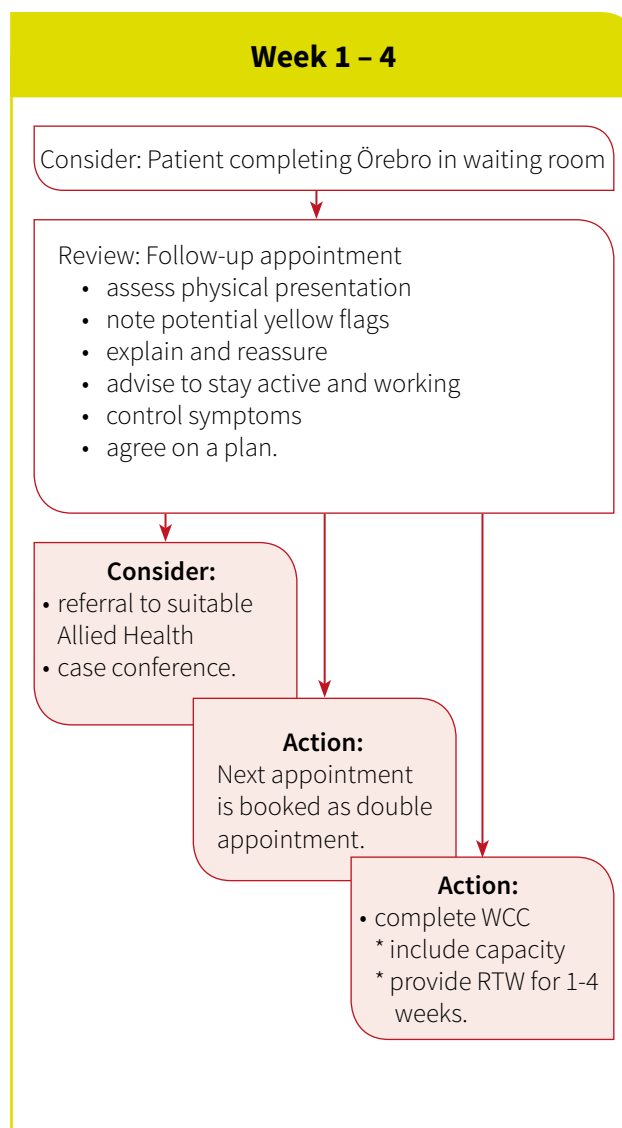 Week 1 – 4
Consider: Patient completing Örebro in waiting room
Review: Follow-up appointment
• assess physical presentation
• note potential yellow flags
• explain and reassure
• advise to stay active and working
• control symptoms
• agree on a plan.
Consider:
• referral to suitable
Allied Health
• case conference.
Action:
Next appointment
is booked as double
appointment.
Action:
• complete WCC
* include capacity
* provide RTW for 1-4
weeks.